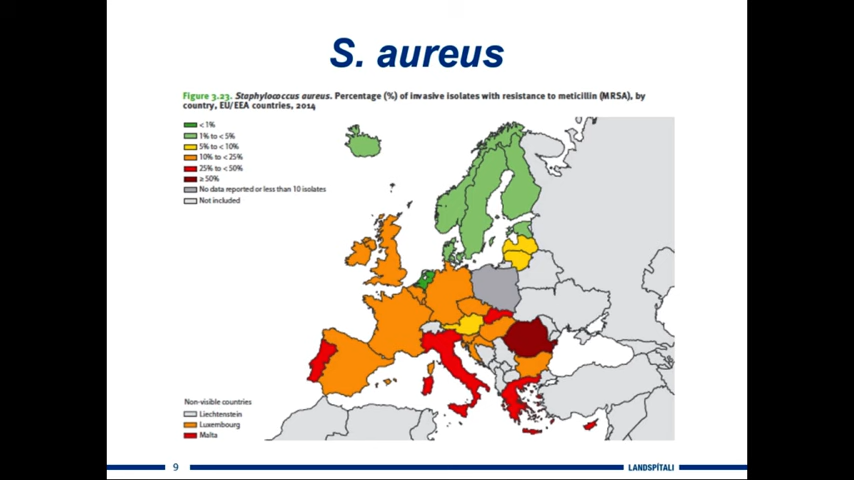 S. aureus
Figure 3.23. Staphylococcus aureus. Percentage (%) of invasive isolates with resistance to meticillin (MRSA), by
country, EU/EEA countries, 2014
< 1%
1% to < 5%
5% to < 10%
10% to < 25%
25% to < 50%
≥ 50%
No data reported or less than 10 isolates
Not included
Non-visible countries
Liechtenstein
Luxembourg
Malta
9
LANDSPÍTALI